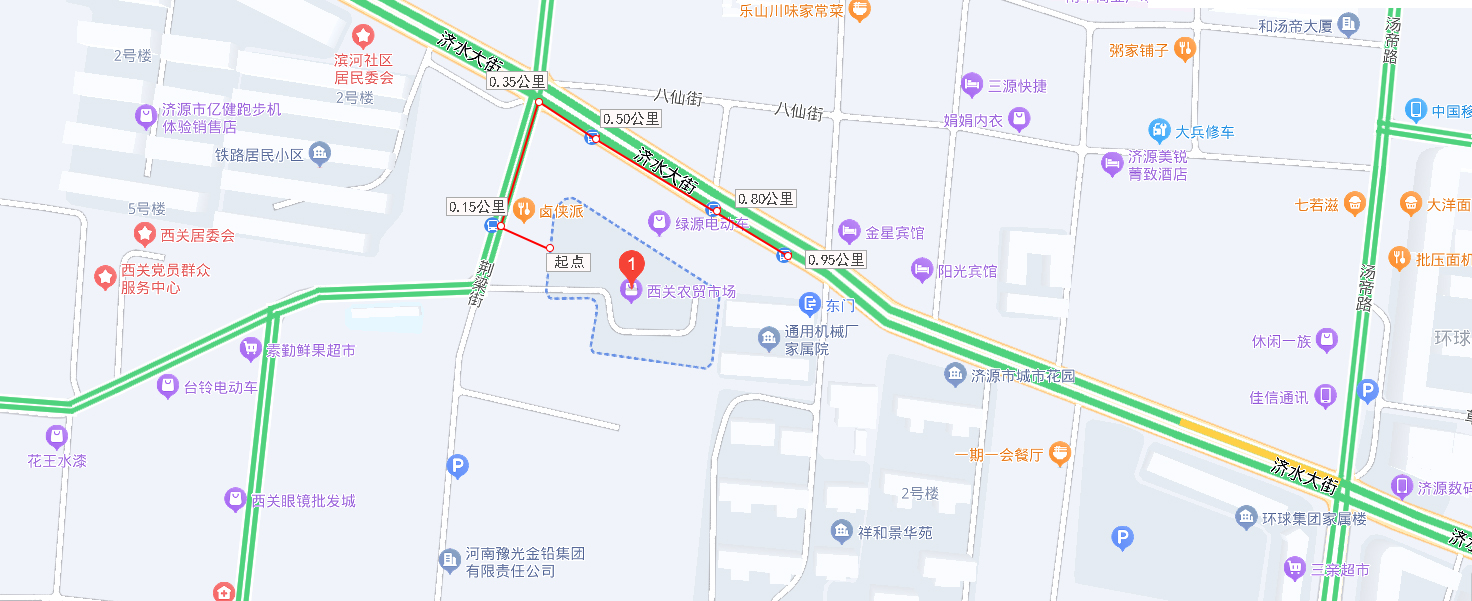 乐山川味家常菜
和汤帝大厦
汤帝路
济水大街
2号楼
滨河社区
居民委会
粥家铺子
0.35公里
三源快捷
2号楼
八仙街
八仙街
济源市亿健跑步机
体验销售店
0.50公里
娟娟内衣
中国移
大兵修车
铁路居民小区
济水大街
济源美锐
菁致酒店
5号楼
0.15公里
卤侠派
0.80公里
七若滋
大洋面
西关居委会
绿源电动车
金星宾馆
西关党员群众
服务中心
起点
1
0.95公里
阳光宾馆
批压面机
荆梁街
西关农贸市场
汤帝路
东门
通用机械厂
家属院
素勤鲜果超市
休闲一族
环球
台铃电动车
济源市城市花园
P
佳信通讯
花王水漆
P
一期一会餐厅
济水大街
西关眼镜批发城
2号楼
济源数码
祥和景华苑
P
环球集团家属楼
济水
河南豫光金铅集团
有限责任公司
三亲超市